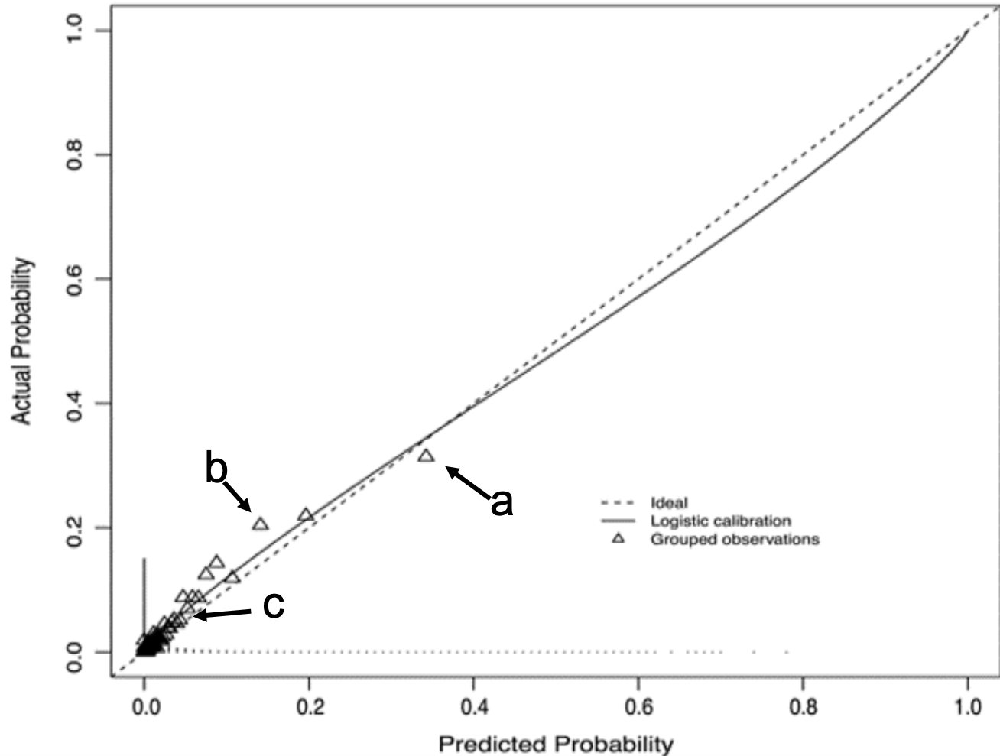 1.0
0.8
0.6
0.4
0.2
0.0
Actual Probability
b
a
c
Ideal
Logistic calibration
Grouped observations
0.0 0.2 0.4 0.6 0.8 1.0
Predicted Probability